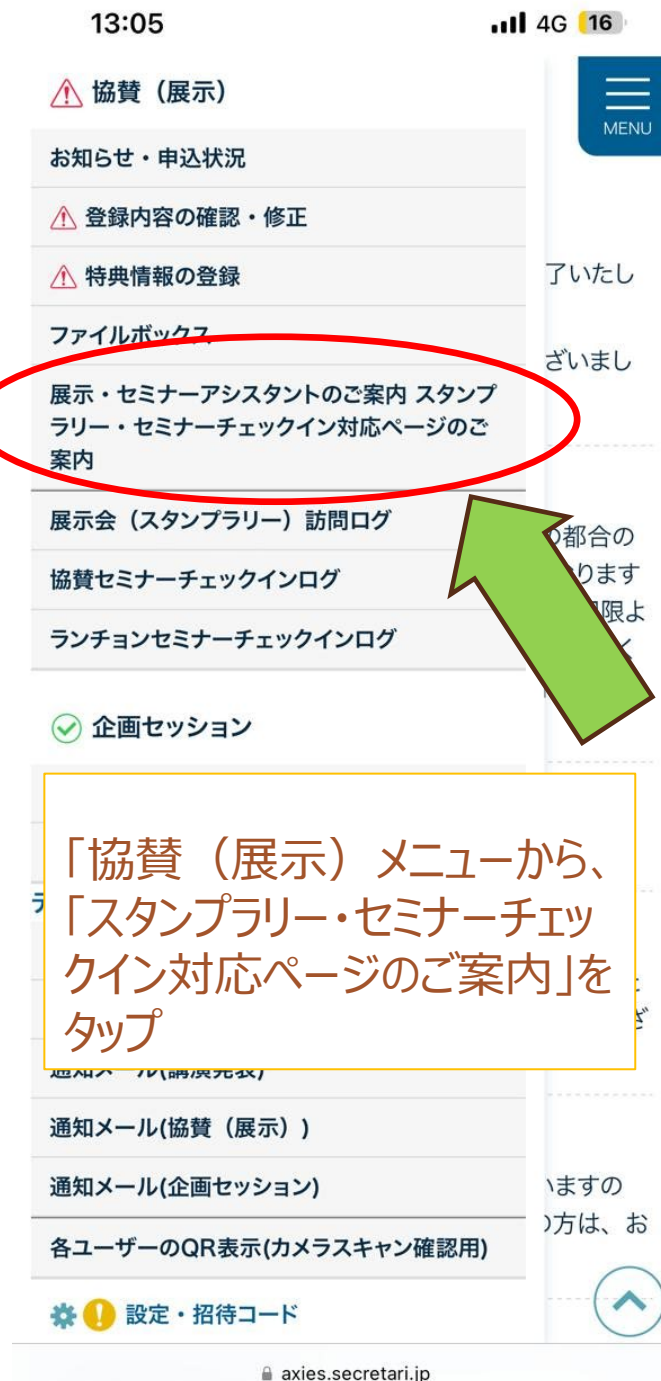 13:05
4G 16
協賛（展示）
MENU
お知らせ・申込状況
登録内容の確認・修正
特典情報の登録
了いたし
ファイルボックス
ざいまし
展示・セミナーアシスタントのご案内 スタンプ
ラリー・セミナーチェックイン対応ページのご
案内
展示会（スタンプラリー）訪問ログ
の都合の
協賛セミナーチェックインログ
ります
限よ
ランチョンセミナーチェックインログ
企画セッション
「協賛（展示）メニューから、
「スタンプラリー・セミナーチェッ
クイン対応ページのご案内」を
タップ
通知メール(講演発表)
通知メール(協賛（展示）)
通知メール(企画セッション)
いますの
の方は、お
各ユーザーのQR表示(カメラスキャン確認用)
設定・招待コード
axies.secretari.jp